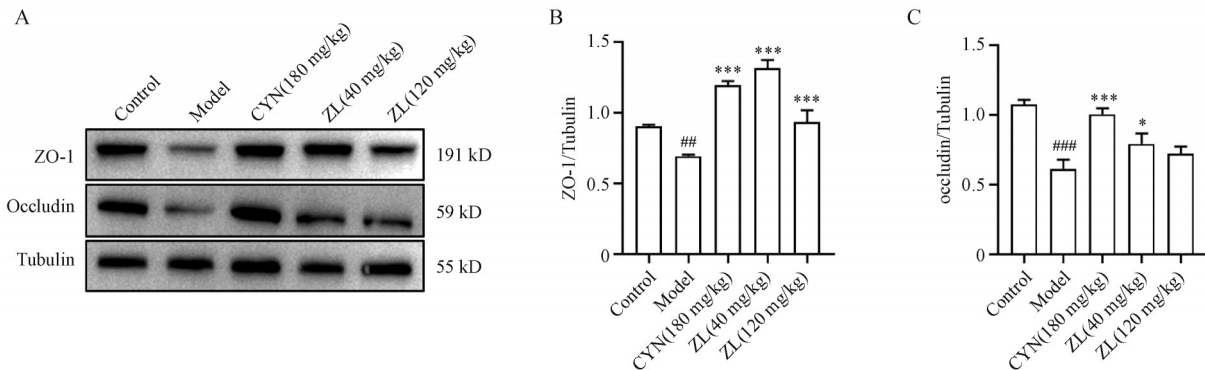 A
Control
Model
CYN(180 mg/kg)
ZL(40 mg/kg)
ZL(120 mg/kg)
ZO-1
191 kD
Occludin
59 kD
Tubulin
55 kD
B
ZO-1/Tubulin
1.5
1.0
0.5
0
##
***
***
***
Control
Model
CYN(180 mg/kg)
ZL(40 mg/kg)
ZL(120 mg/kg)
C
occludin/Tubulin
1.5
1.0
0.5
0
###
***
*
Control
Model
CYN(180 mg/kg)
ZL(40 mg/kg)
ZL(120 mg/kg)